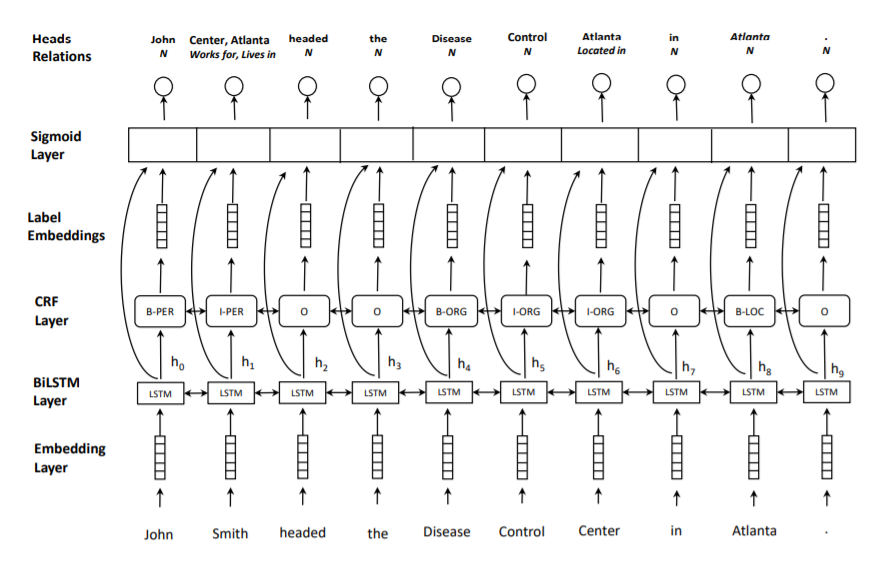 Heads John Center, Atlanta headed the Disease Control Atlanta in Atlanta .
Relations N Works for, Lives in N N N N Located in N N N
Sigmoid
Layer
Label
Embeddings
CRF
Layer
B-PER I-PER O O B-ORG I-ORG I-ORG O B-LOC O
h0 h1 h2 h3 h4 h5 h6 h7 h8 h9
BiLSTM
Layer
LSTM LSTM LSTM LSTM LSTM LSTM LSTM LSTM LSTM LSTM
Embedding
Layer
John Smith headed the Disease Control Center in Atlanta .